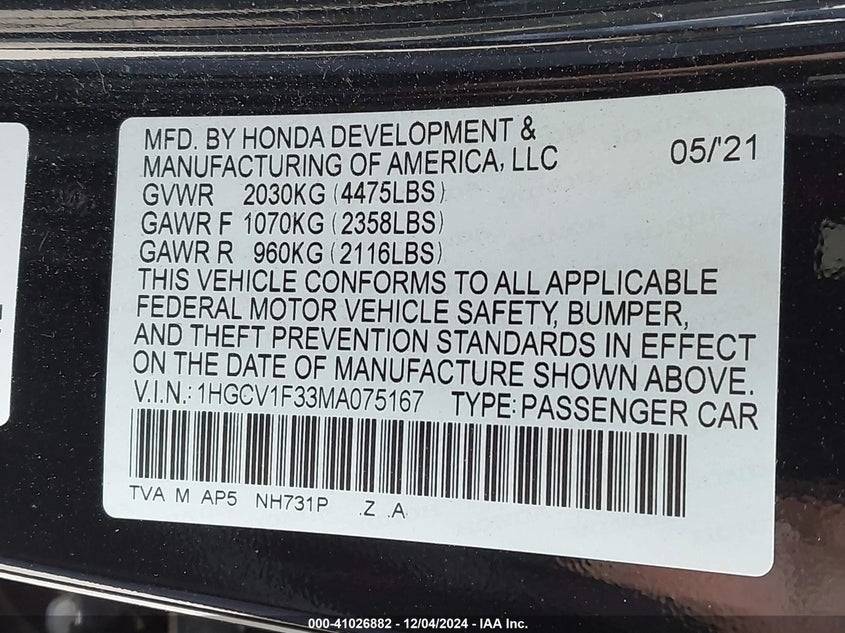 MFD. BY HONDA DEVELOPMENT &
MANUFACTURING OF AMERICA, LLC 05/'21
GVWR 2030KG (4475LBS)
GAWR F 1070KG (2358LBS)
GAWR R 960KG (2116LBS)
THIS VEHICLE CONFORMS TO ALL APPLICABLE
FEDERAL MOTOR VEHICLE SAFETY, BUMPER,
AND THEFT PREVENTION STANDARDS IN EFFECT
ON THE DATE OF MANUFACTURE SHOWN ABOVE.
V.I.N.: 1HGCV1F33MA075167 TYPE: PASSENGER CAR
TVA M AP5 NH731P .Z .A
000-41026882 - 12/04/2024 - IAA Inc.